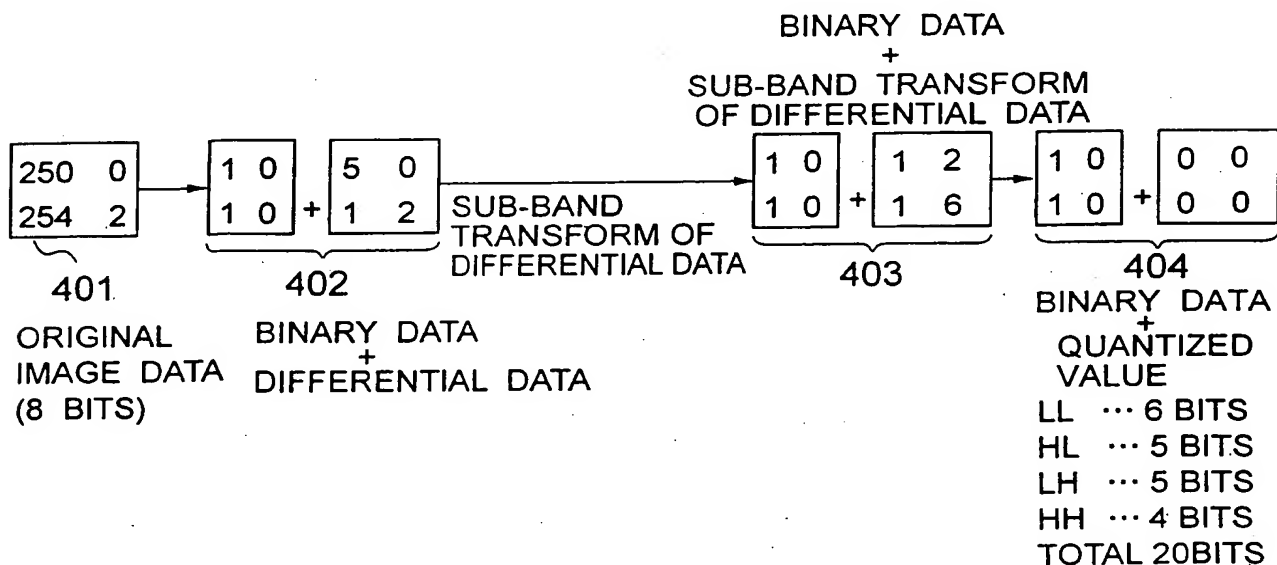 BINARY DATA
+
SUB-BAND TRANSFORM
OF DIFFERENTIAL DATA
250 0
254 2
1 0
1 0
+
5 0
1 2
SUB-BAND
TRANSFORM OF
DIFFERENTIAL DATA
1 0
1 0
+
1 2
1 6
1 0
1 0
+
0 0
0 0
401
402
403
404
ORIGINAL
IMAGE DATA
(8 BITS)
BINARY DATA
+
DIFFERENTIAL DATA
BINARY DATA
+
QUANTIZED
VALUE
LL ··· 6 BITS
HL ··· 5 BITS
LH ··· 5 BITS
HH ··· 4 BITS
TOTAL 20BITS